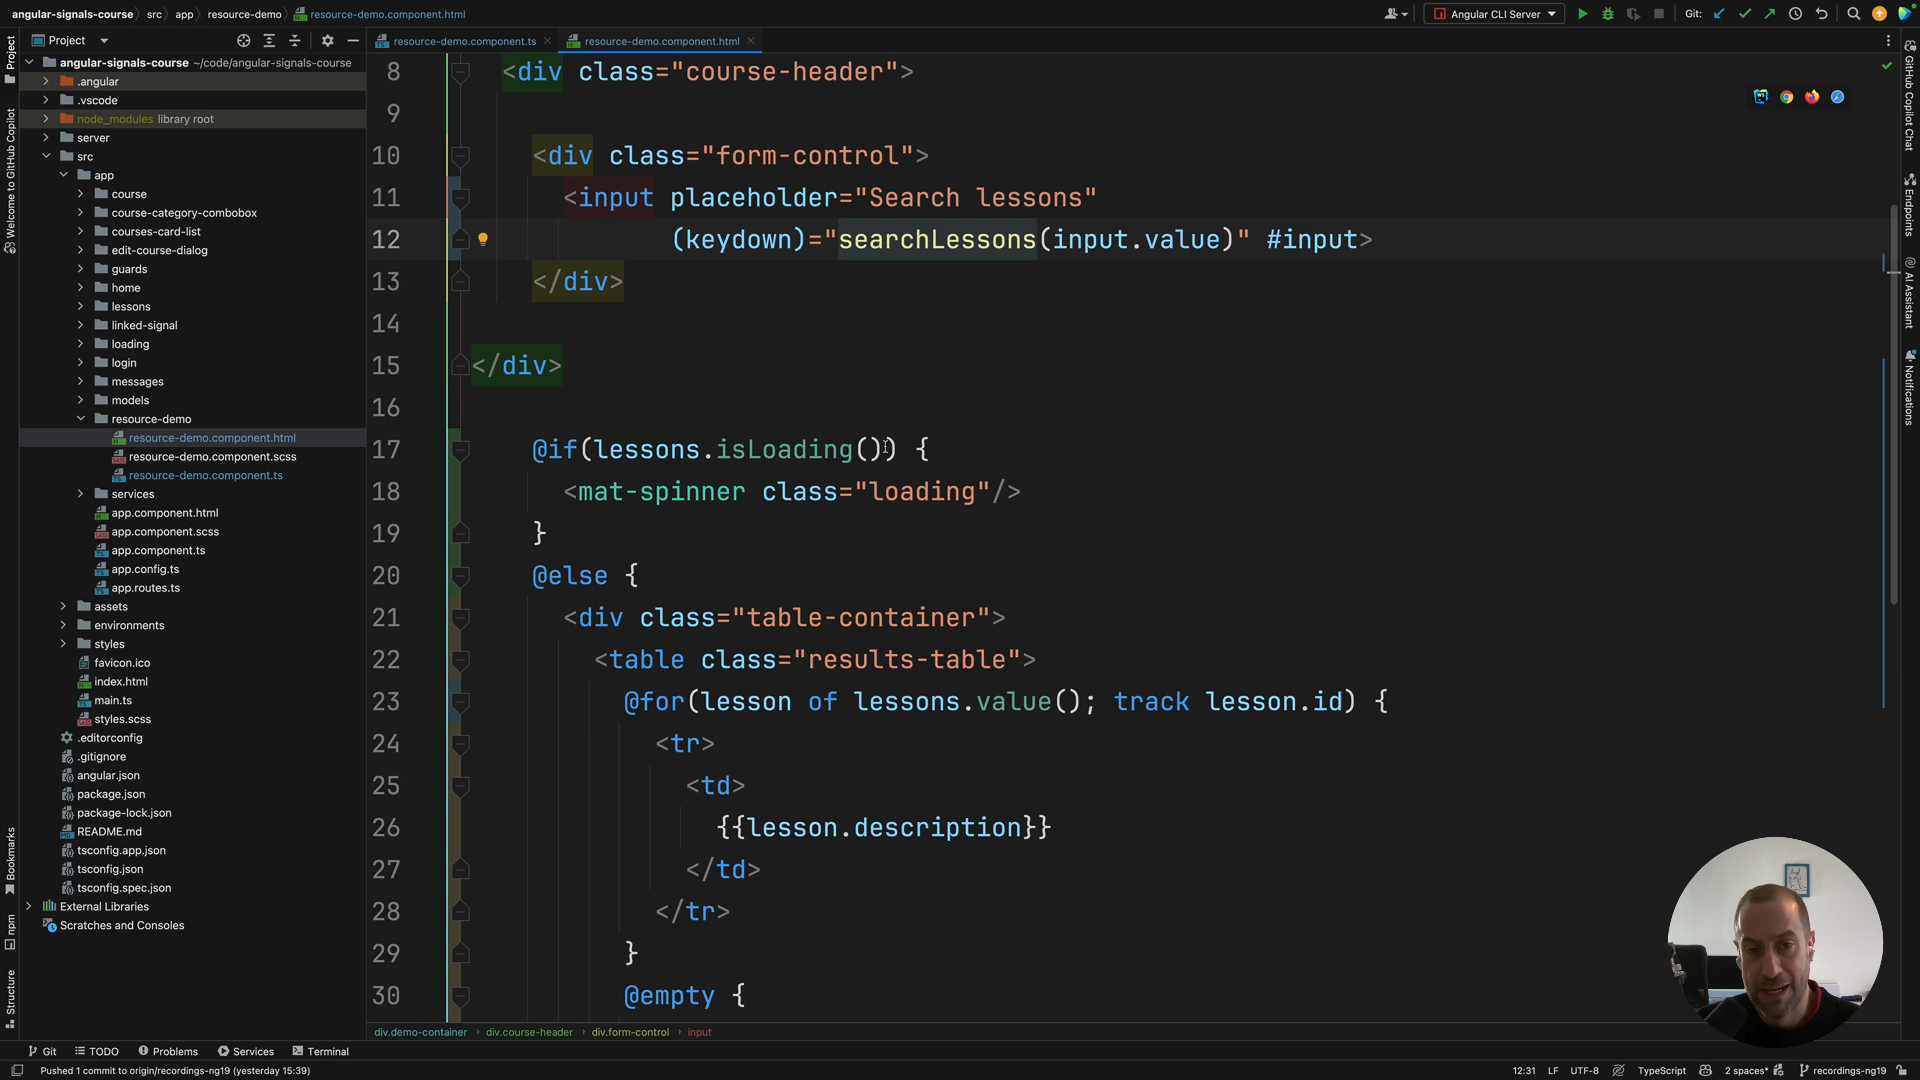 angular-signals-course › src › app › resource-demo › resource-demo.component.html
Angular CLI Server
Git:
Project
resource-demo.component.ts
resource-demo.component.html
angular-signals-course ~/code/angular-signals-course
.angular
.vscode
node_modules library root
server
src
app
course
course-category-combobox
courses-card-list
edit-course-dialog
guards
home
lessons
linked-signal
loading
login
messages
models
resource-demo
resource-demo.component.html
resource-demo.component.scss
resource-demo.component.ts
services
app.component.html
app.component.scss
app.component.ts
app.config.ts
app.routes.ts
assets
environments
styles
favicon.ico
index.html
main.ts
styles.scss
.editorconfig
.gitignore
angular.json
package.json
package-lock.json
README.md
tsconfig.app.json
tsconfig.json
tsconfig.spec.json
External Libraries
Scratches and Consoles
8 <div class="course-header">
9
10 <div class="form-control">
11 <input placeholder="Search lessons"
12 (keydown)="searchLessons(input.value)" #input>
13 </div>
14
15 </div>
16
17 @if(lessons.isLoading()) {
18 <mat-spinner class="loading"/>
19 }
20 @else {
21 <div class="table-container">
22 <table class="results-table">
23 @for(lesson of lessons.value(); track lesson.id) {
24 <tr>
25 <td>
26 {{lesson.description}}
27 </td>
28 </tr>
29 }
30 @empty {
div.demo-container › div.course-header › div.form-control › input
Project
Welcome to GitHub Copilot
Bookmarks
npm
Structure
GitHub Copilot Chat
Endpoints
AI Assistant
Notifications
Git
TODO
Problems
Services
Terminal
Pushed 1 commit to origin/recordings-ng19 (yesterday 15:39)
12:31 LF UTF-8 TypeScript 2 spaces* recordings-ng19